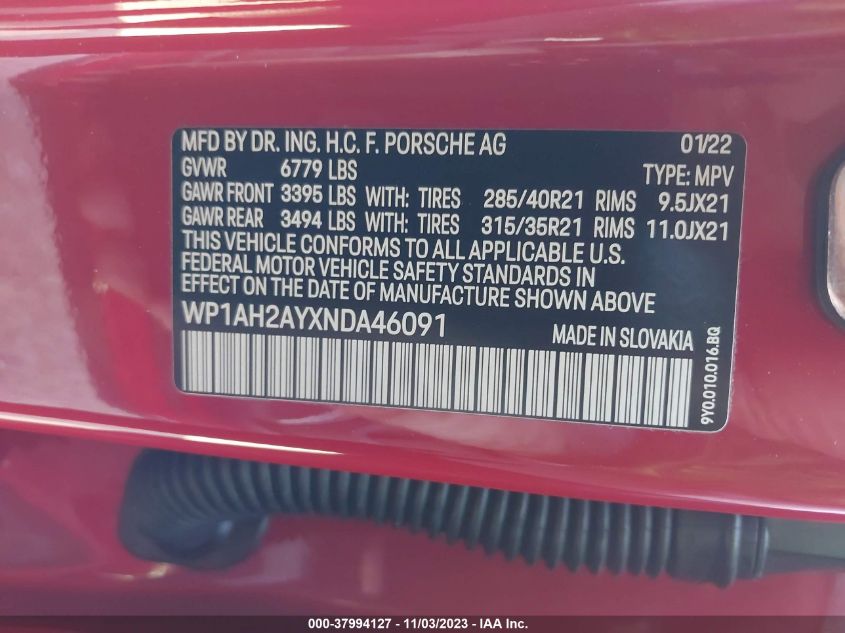 MFD BY DR. ING. H.C. F. PORSCHE AG 01/22
GVWR 6779 LBS TYPE: MPV
GAWR FRONT 3395 LBS WITH: TIRES 285/40R21 RIMS 9.5JX21
GAWR REAR 3494 LBS WITH: TIRES 315/35R21 RIMS 11.0JX21
THIS VEHICLE CONFORMS TO ALL APPLICABLE U.S.
FEDERAL MOTOR VEHICLE SAFETY STANDARDS IN
EFFECT ON THE DATE OF MANUFACTURE SHOWN ABOVE
WP1AH2AYXNDA46091 MADE IN SLOVAKIA
9Y0.010.016.BQ
000-37994127 - 11/03/2023 - IAA Inc.